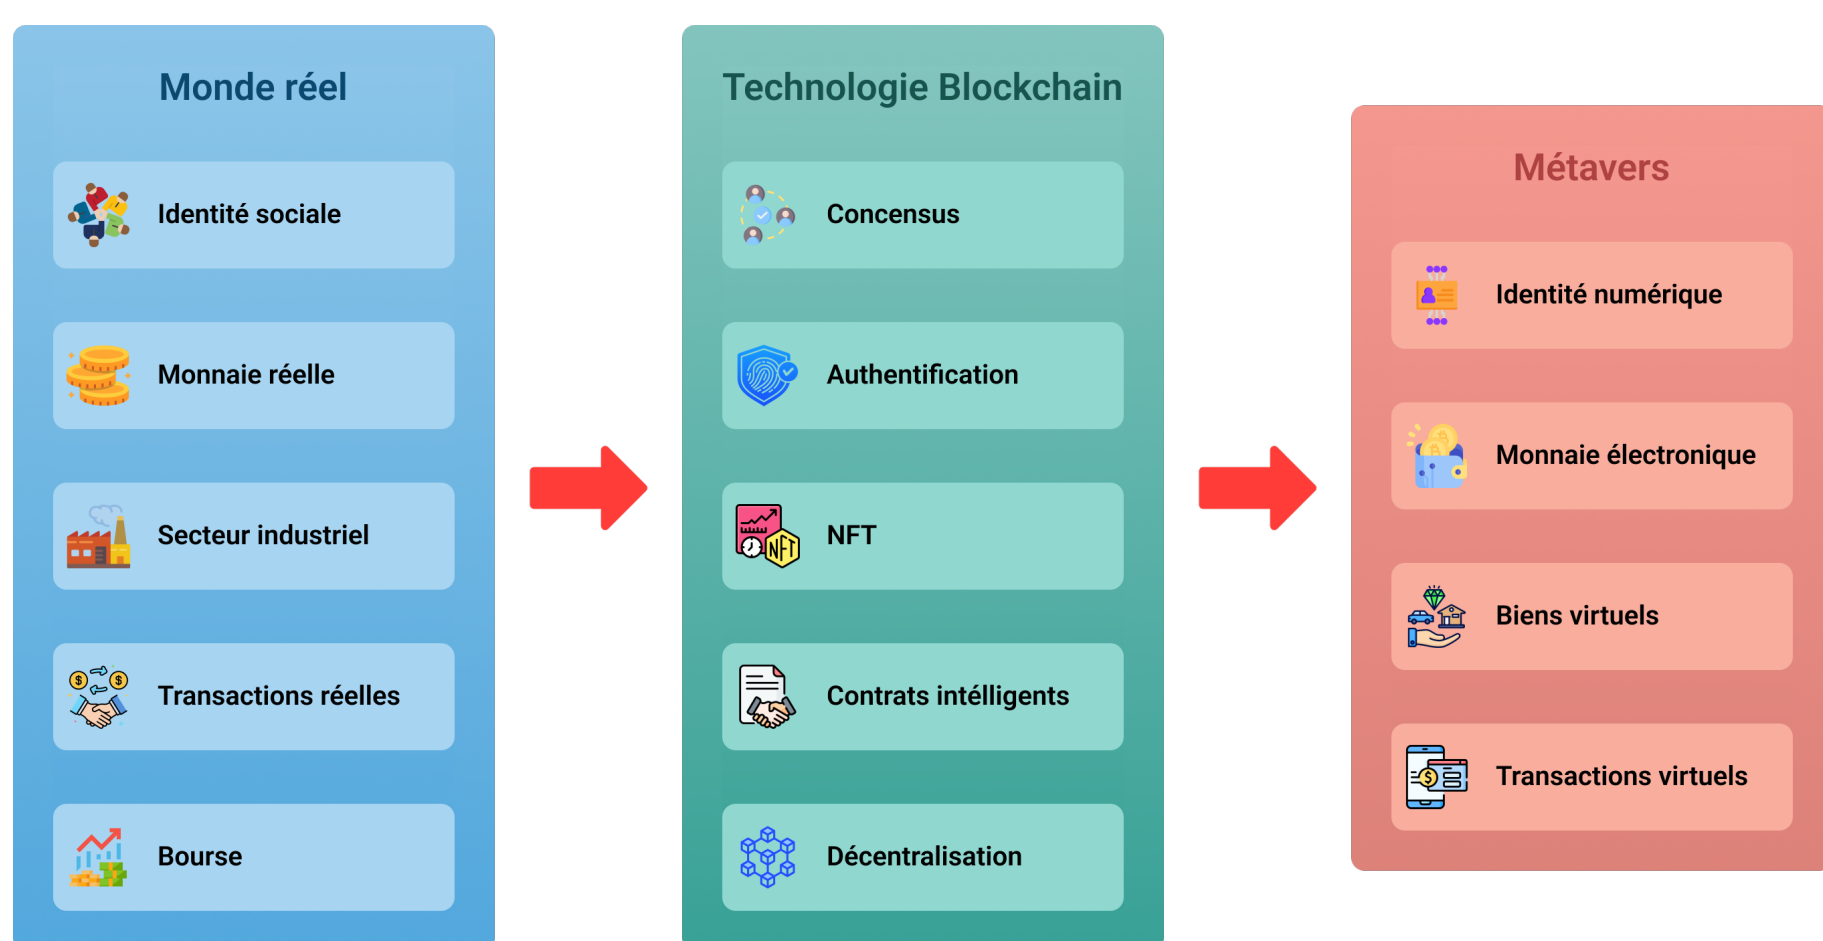 Monde réel
Identité sociale
Monnaie réelle
Secteur industriel
$ $
Transactions réelles
Bourse
Technologie Blockchain
Concensus
Authentification
NFT
NFT
Contrats intélligents
Décentralisation
Métavers
Identité numérique
Monnaie électronique
Biens virtuels
$
Transactions virtuels